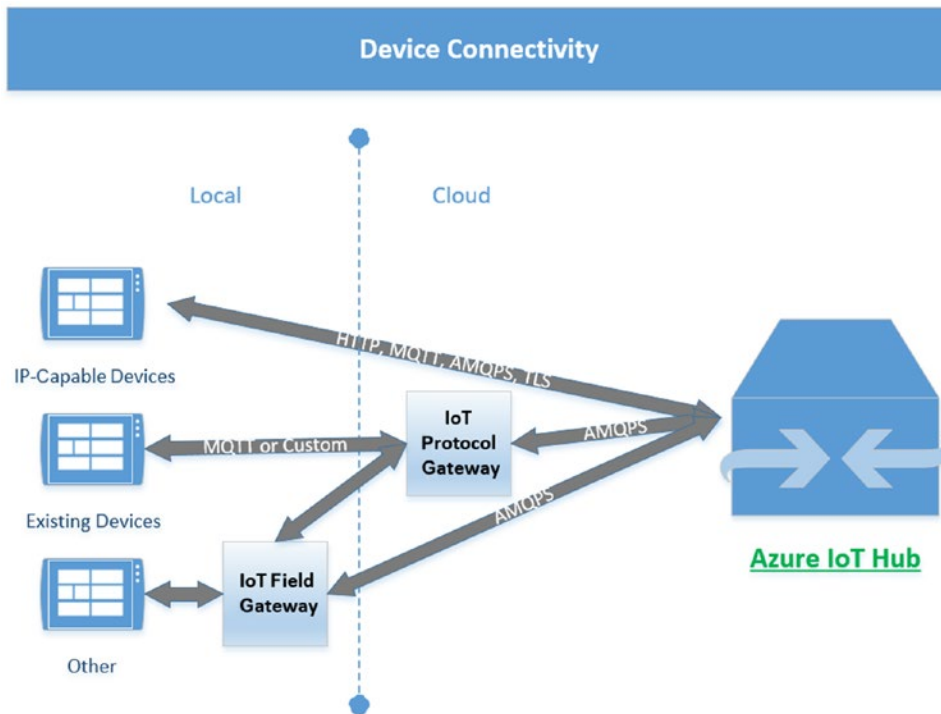 Device Connectivity
Local
Cloud
HTTP, MQTT, AMQPS, TLS
IP-Capable Devices
IoT
Protocol
Gateway
AMQPS
MQTT or Custom
AMQPS
Existing Devices
IoT Field
Gateway
Azure IoT Hub
Other